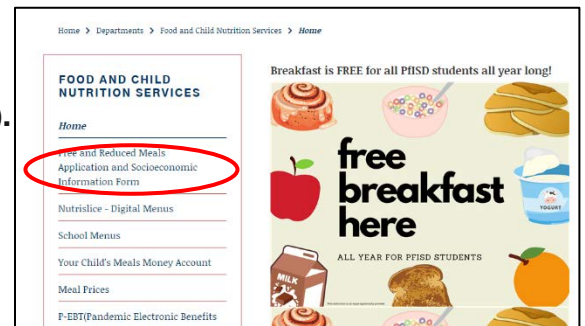 Home > Departments > Food and Child Nutrition Services > Home
).
FOOD AND CHILD
NUTRITION SERVICES
Home
Free and Reduced Meals
Application and Socioeconomic
Information Form
Nutrislice - Digital Menus
School Menus
Your Child's Meals Money Account
Meal Prices
P-EBT(Pandemic Electronic Benefits
Breakfast is FREE for all PfISD students all year long!
free
breakfast
here
ALL YEAR FOR PFISD STUDENTS
YOGURT
MILK